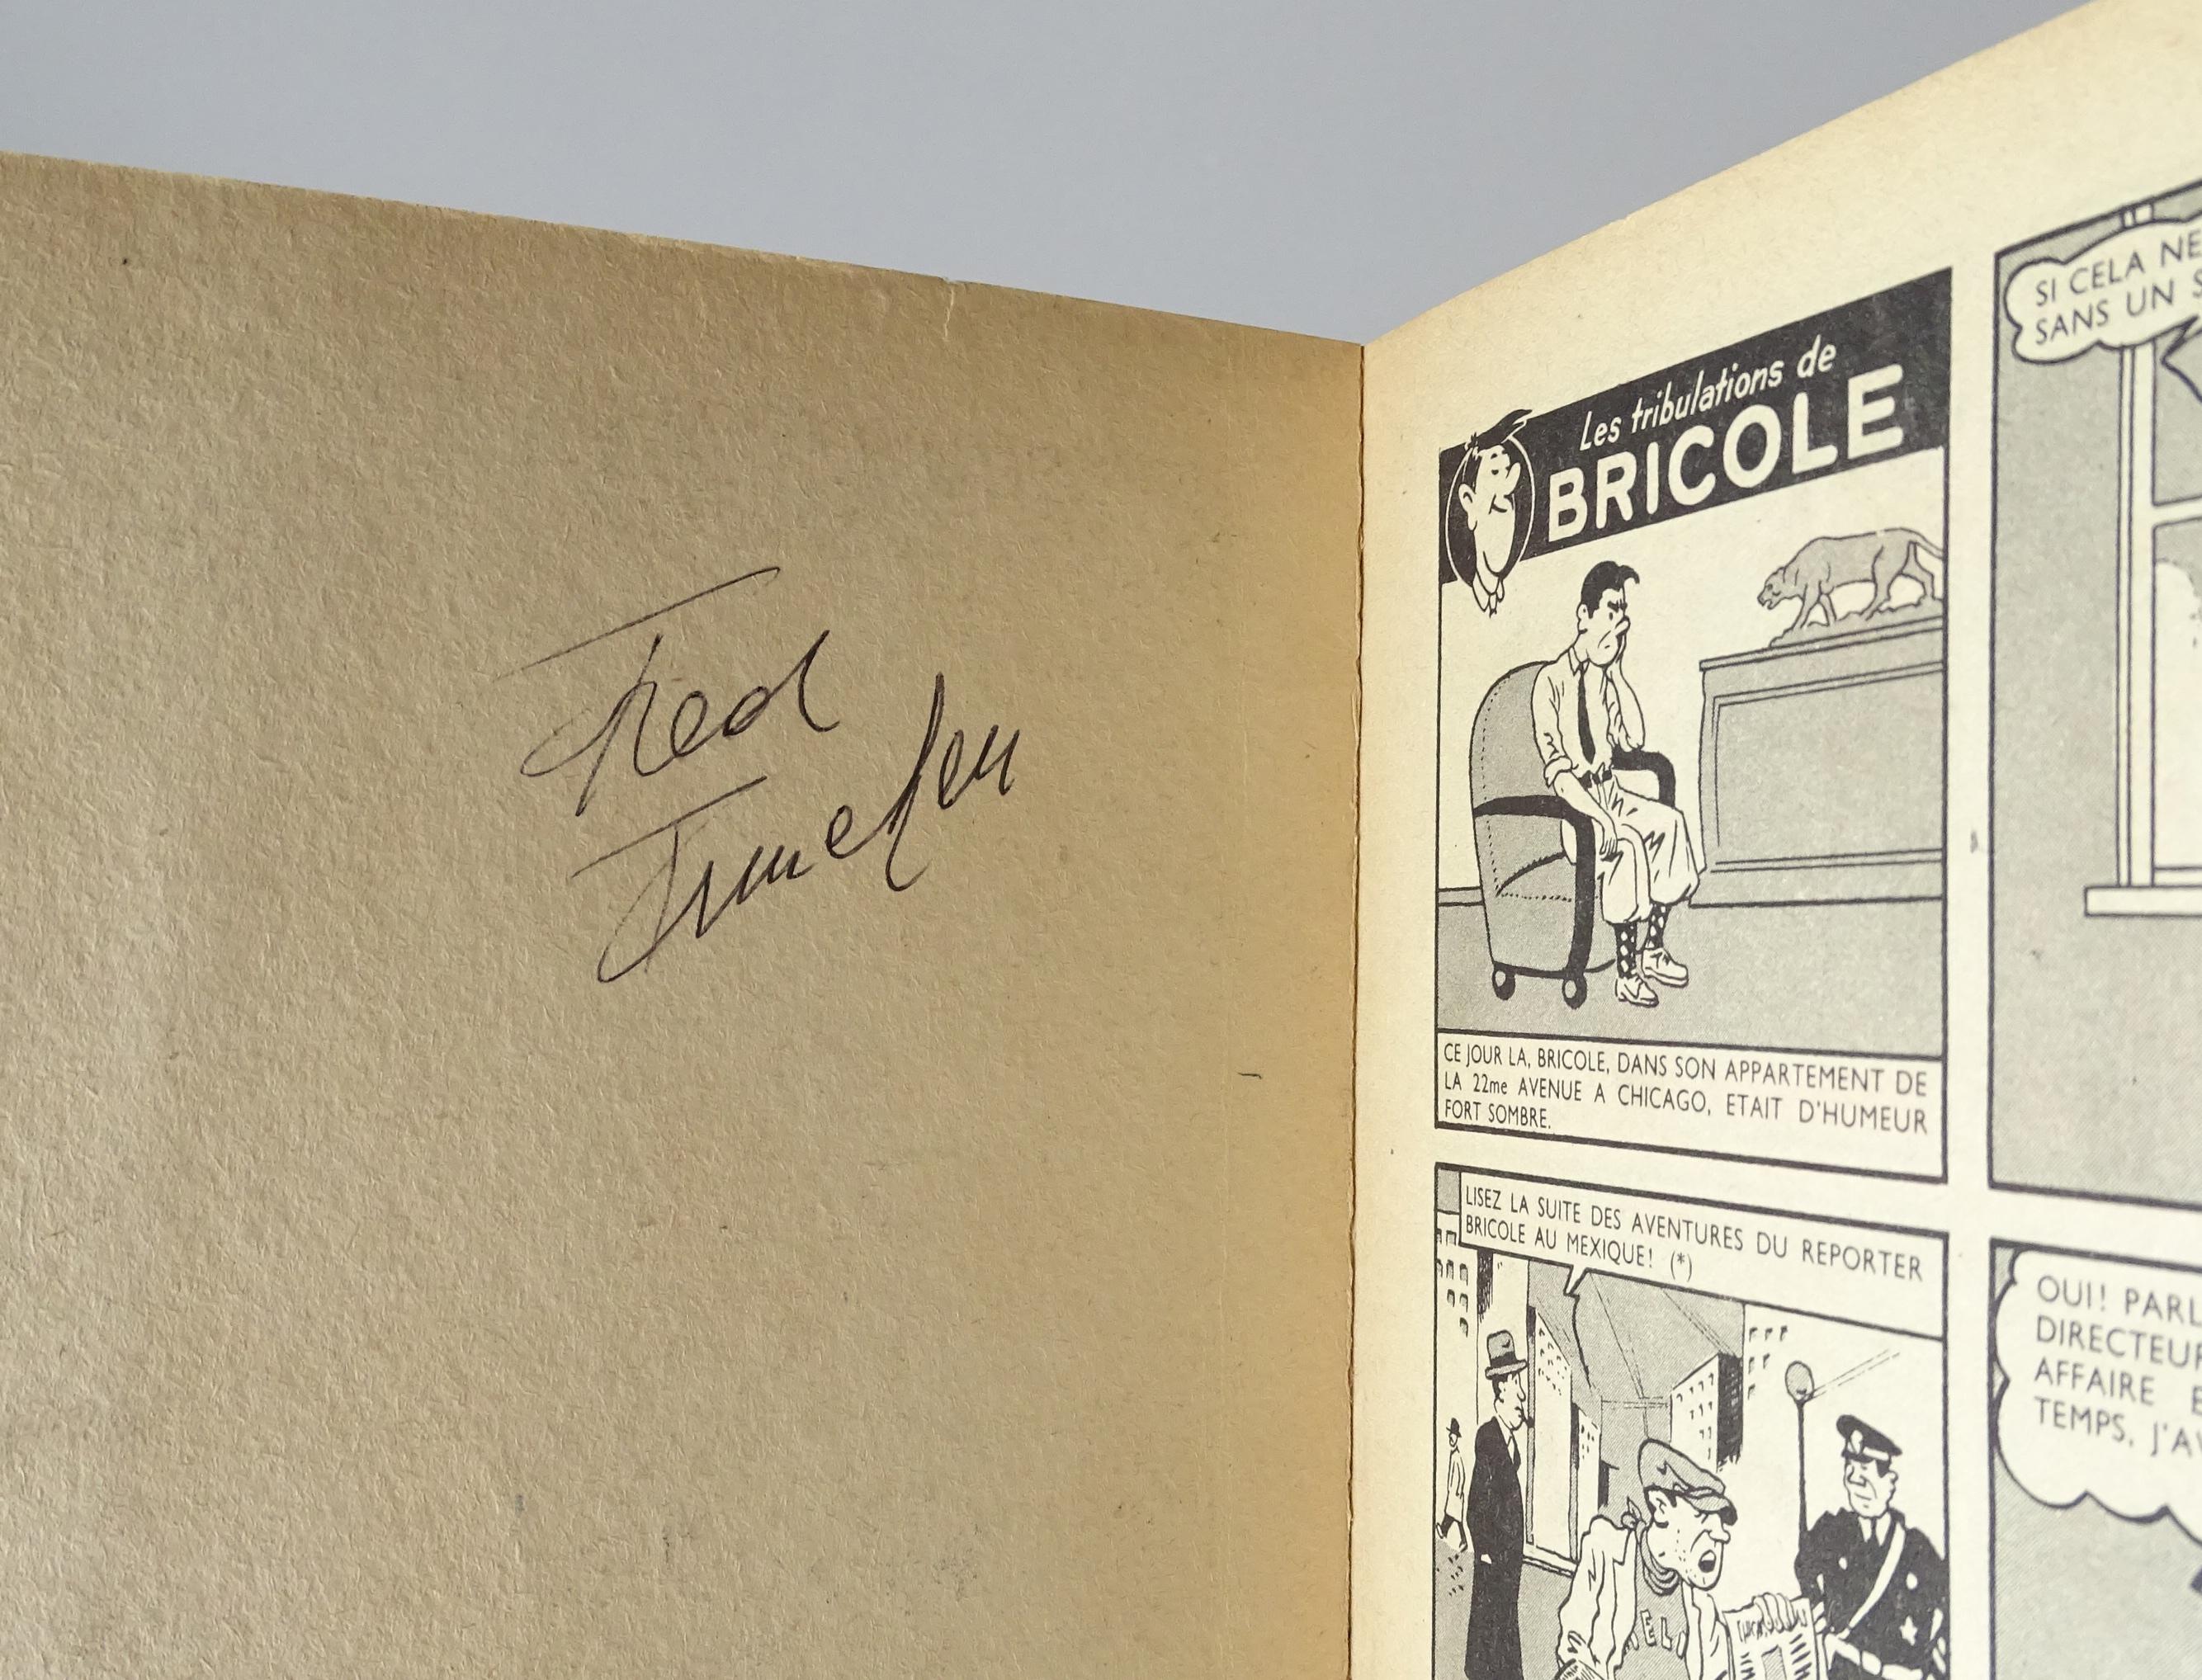 Fred
Funcken
Les tribulations de
BRICOLE
CE JOUR LA, BRICOLE, DANS SON APPARTEMENT DE
LA 22me AVENUE A CHICAGO, ETAIT D'HUMEUR
FORT SOMBRE.
SI CELA NE
SANS UN S
LISEZ LA SUITE DES AVENTURES DU REPORTER
BRICOLE AU MEXIQUE! (*)
OUI! PARL
DIRECTEUR
AFFAIRE E
TEMPS, J'AV